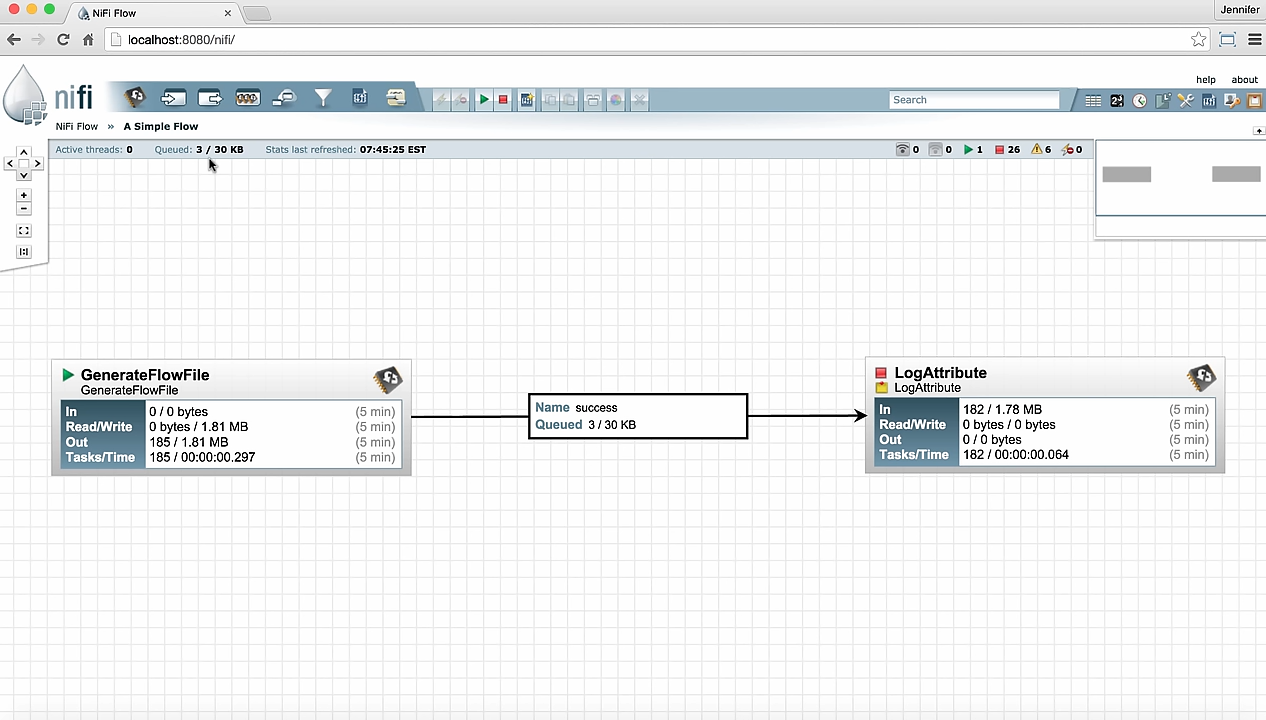 NiFi Flow
Jennifer
localhost:8080/nifi/
nifi
help about
Search
NiFi Flow » A Simple Flow
Active threads: 0 Queued: 3 / 30 KB Stats last refreshed: 07:45:25 EST
0 0 1 26 6 0
GenerateFlowFile
GenerateFlowFile
In 0 / 0 bytes (5 min)
Read/Write 0 bytes / 1.81 MB (5 min)
Out 185 / 1.81 MB (5 min)
Tasks/Time 185 / 00:00:00.297 (5 min)
Name success
Queued 3 / 30 KB
LogAttribute
LogAttribute
In 182 / 1.78 MB (5 min)
Read/Write 0 bytes / 0 bytes (5 min)
Out 0 / 0 bytes (5 min)
Tasks/Time 182 / 00:00:00.064 (5 min)